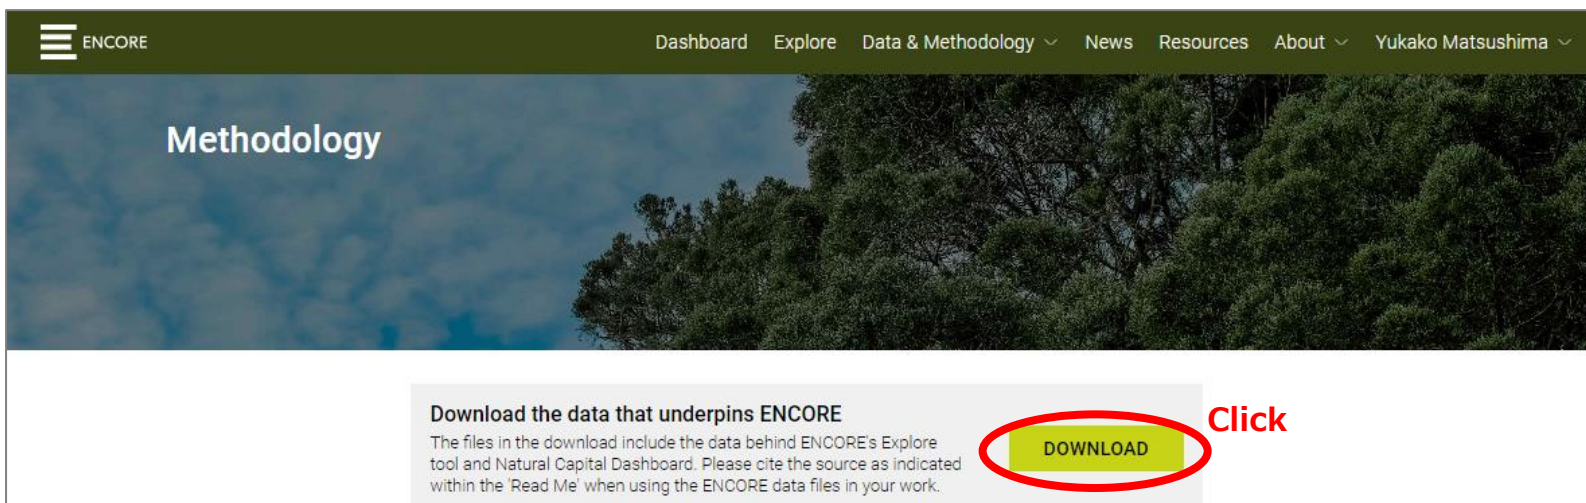 ENCORE
Dashboard Explore Data & Methodology News Resources About Yukako Matsushima
Methodology
Download the data that underpins ENCORE
The files in the download include the data behind ENCORE's Explore
tool and Natural Capital Dashboard. Please cite the source as indicated
within the 'Read Me' when using the ENCORE data files in your work.
DOWNLOAD
Click